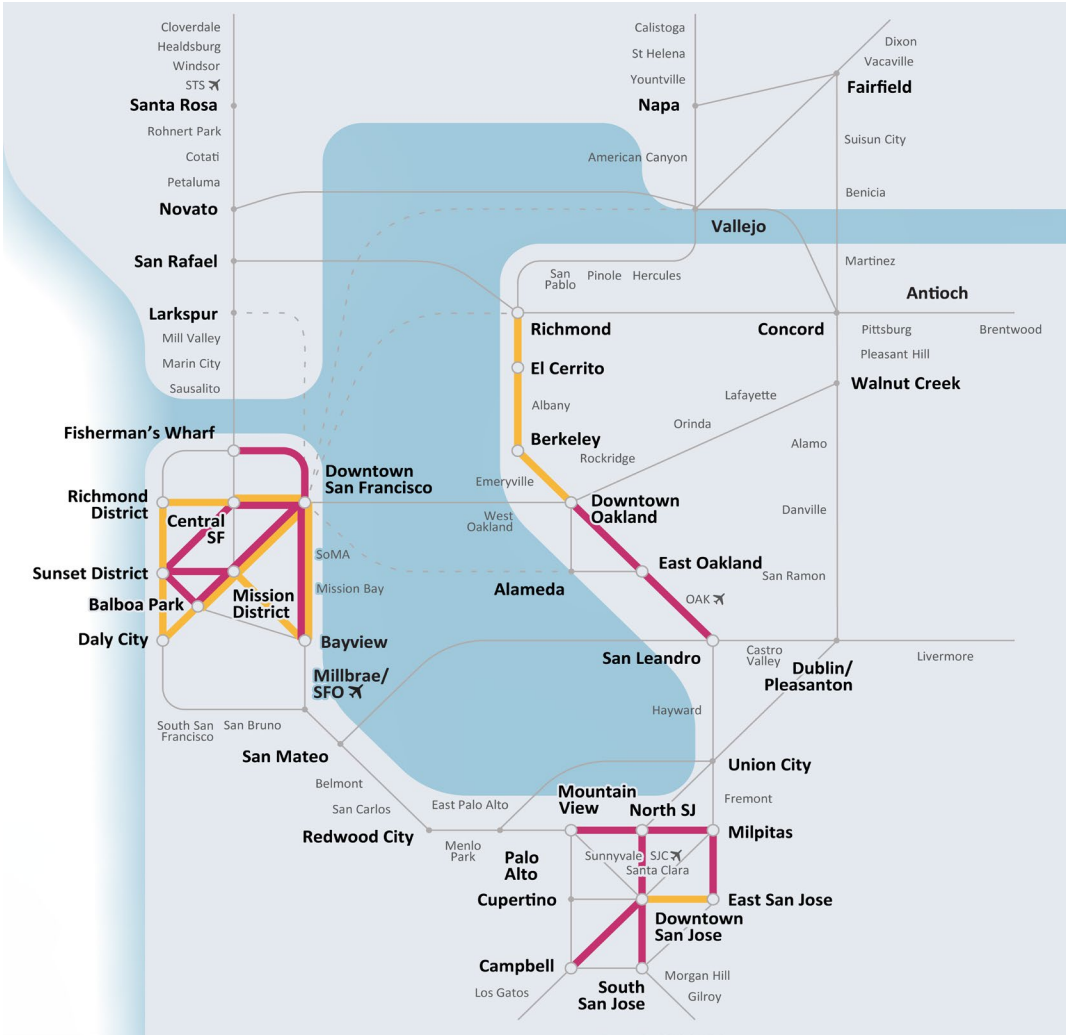 Cloverdale
Healdsburg
Windsor
STS
Santa Rosa
Rohnert Park
Cotati
Petaluma
Novato
San Rafael
Larkspur
Mill Valley
Marin City
Sausalito
Calistoga
St Helena
Yountville
Napa
American Canyon
Dixon
Vacaville
Fairfield
Suisun City
Benicia
Vallejo
Martinez
San
Pablo
Pinole
Hercules
Antioch
Richmond
Concord
Pittsburg
Brentwood
Pleasant Hill
El Cerrito
Walnut Creek
Albany
Lafayette
Orinda
Berkeley
Rockridge
Alamo
Fisherman's Wharf
Downtown
San Francisco
Emeryville
Richmond
District
Central
SF
West
Oakland
Downtown
Oakland
Danville
SoMA
Sunset District
East Oakland
San Ramon
Mission Bay
Alameda
OAK
Balboa Park
Mission
District
Daly City
Bayview
San Leandro
Castro
Valley
Livermore
Dublin/
Pleasanton
Millbrae/
SFO
Hayward
South San
Francisco
San Bruno
San Mateo
Union City
Belmont
San Carlos
East Palo Alto
Mountain
View
North SJ
Fremont
Redwood City
Milpitas
Menlo
Park
Palo
Alto
Sunnyvale
SJC
Santa Clara
Cupertino
East San Jose
Downtown
San Jose
Campbell
South
San Jose
Morgan Hill
Gilroy
Los Gatos